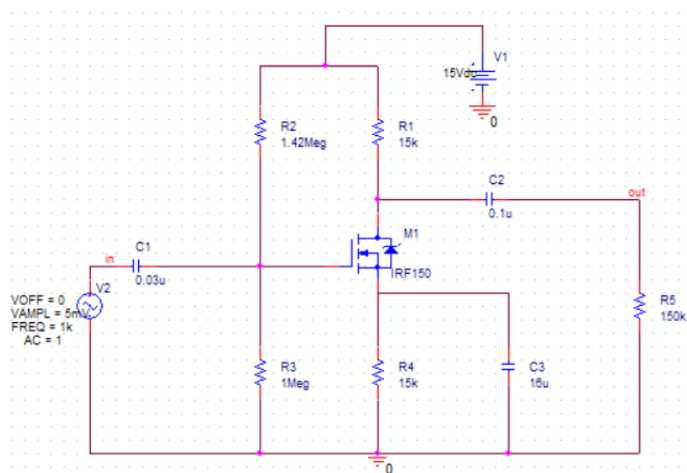 V1
15Vdc
0
R2
1.42Meg
R1
15k
C2
0.1u
out
M1
IRF150
in
C1
0.03u
V2
VOFF = 0
VAMPL = 5mV
FREQ = 1k
AC = 1
R5
150k
R3
1Meg
R4
15k
C3
16u
0